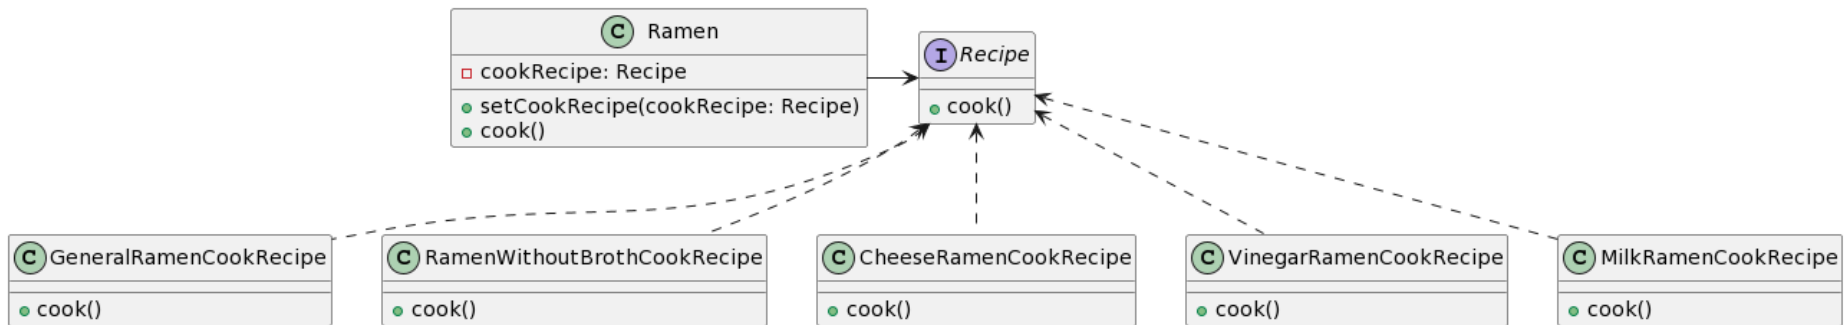 C Ramen
cookRecipe: Recipe
setCookRecipe(cookRecipe: Recipe)
cook()
I Recipe
cook()
C GeneralRamenCookRecipe
cook()
C RamenWithoutBrothCookRecipe
cook()
C CheeseRamenCookRecipe
cook()
C VinegarRamenCookRecipe
cook()
C MilkRamenCookRecipe
cook()